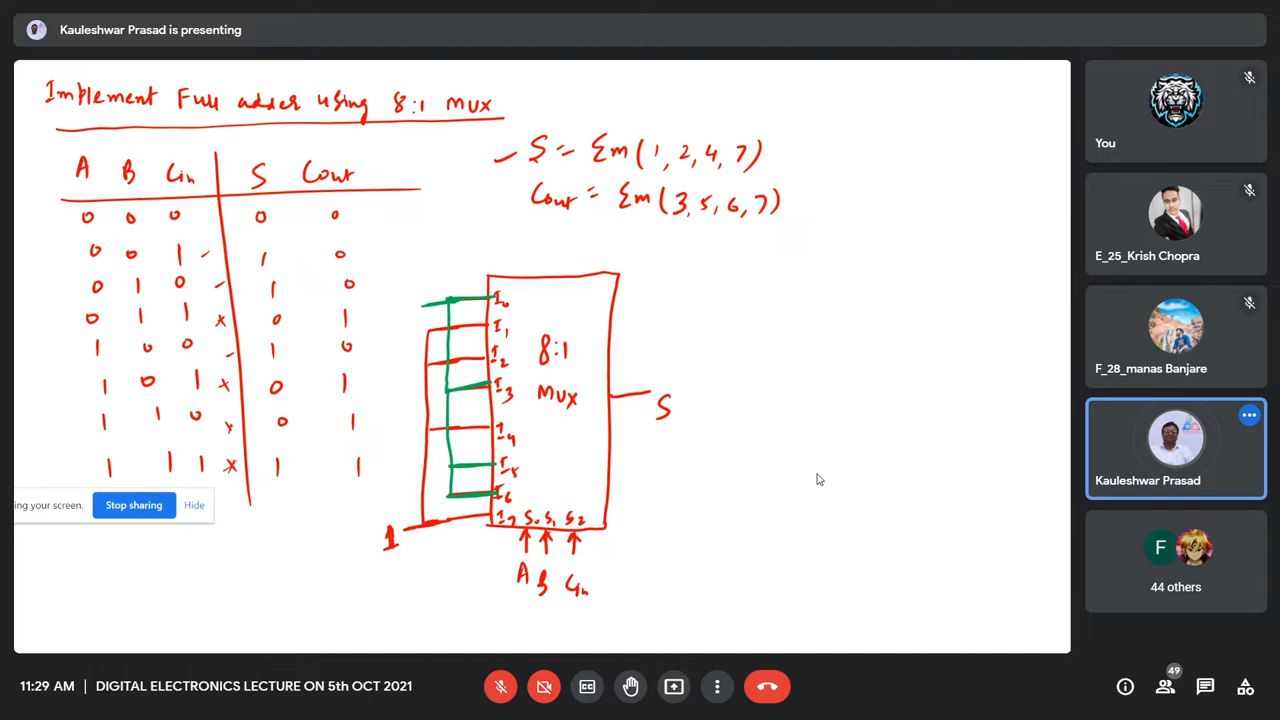 Kauleshwar Prasad is presenting
Implement Full adder using 8:1 MUX
A B Cin S Cout
0 0 0 0 0
0 0 1 1 0
0 1 0 1 0
0 1 1 × 0 1
1 0 0 1 0
1 0 1 × 0 1
1 1 0 × 0 1
1 1 1 × 1 1
S = Σm(1,2,4,7)
Cout = Σm(3,5,6,7)
I0
I1
I2
I3
I4
I5
I6
I7 S0 S1 S2
8:1
MUX
S
1
A B Cin
ing your screen. Stop sharing Hide
You
E_25_Krish Chopra
F_28_manas Banjare
Kauleshwar Prasad
F
44 others
11:29 AM | DIGITAL ELECTRONICS LECTURE ON 5th OCT 2021
49